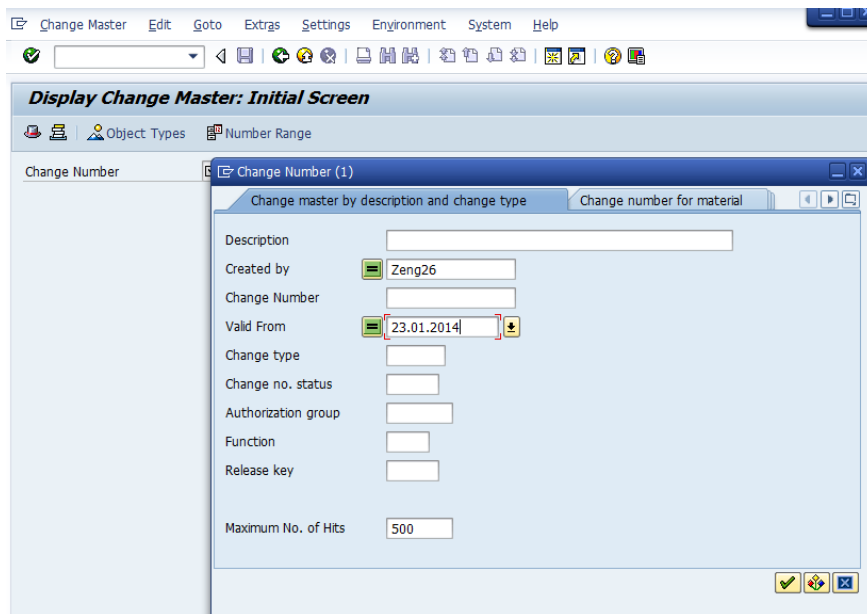 Change Master Edit Goto Extras Settings Environment System Help
Display Change Master: Initial Screen
Object Types Number Range
Change Number
Change Number (1)
Change master by description and change type Change number for material
Description
Created by Zeng26
Change Number
Valid From 23.01.2014
Change type
Change no. status
Authorization group
Function
Release key
Maximum No. of Hits 500